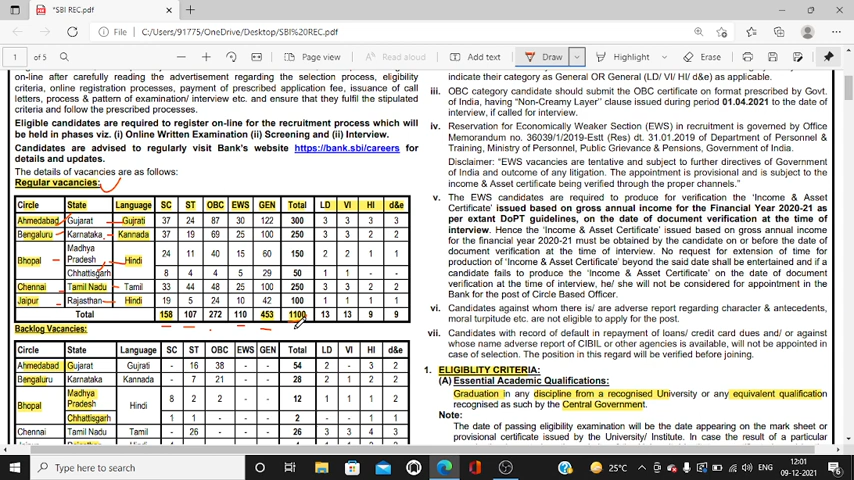 *SBI REC.pdf
File
C:/Users/91775/OneDrive/Desktop/SBI%20REC.pdf
1 of 5
Page view
Read aloud
Add text
Draw
Highlight
Erase
on-line after carefully reading the advertisement regarding the selection process, eligibility
criteria, online registration processes, payment of prescribed application fee, issuance of call
letters, process & pattern of examination/ interview etc. and ensure that they fulfil the stipulated
criteria and follow the prescribed processes.
Eligible candidates are required to register on-line for the recruitment process which will
be held in phases viz. (i) Online Written Examination (ii) Screening and (ii) Interview.
Candidates are advised to regularly visit Bank's website https://bank.sbi/careers for
details and updates.
The details of vacancies are as follows:
Regular vacancies:
Circle State Language SC ST OBC EWS GEN Total LD VI HI d&e
Ahmedabad Gujarat Gujrati 37 24 87 30 122 300 3 3 3 3
Bengaluru Karnataka Kannada 37 19 69 25 100 250 3 3 2 2
Bhopal Madhya Pradesh Hindi 24 11 40 15 60 150 2 2 1 1
Chhattisgarh 8 4 4 5 29 50 1 1 - -
Chennai Tamil Nadu Tamil 33 44 48 25 100 250 3 3 2 2
Jaipur Rajasthan Hindi 19 5 24 10 42 100 1 1 1 1
Total 158 107 272 110 453 1100 13 13 9 9
Backlog Vacancies:
Circle State Language SC ST OBC EWS GEN Total LD VI HI d&e
Ahmedabad Gujarat Gujrati - 16 38 - - 54 2 - 3 2
Bengaluru Karnataka Kannada - 7 21 - - 28 2 1 2 2
Bhopal Madhya Pradesh Hindi 8 2 2 - - 12 1 1 1 2
Chhattisgarh 1 1 - - - 2 - - 1 1
Chennai Tamil Nadu Tamil - 26 - - - 26 3 3 4 3
indicate their category as General OR General (LD/ VI/ HI/ d&e) as applicable.
iii. OBC category candidate should submit the OBC certificate on format prescribed by Govt.
of India, having "Non-Creamy Layer" clause issued during period 01.04.2021 to the date of
interview, if called for interview.
iv. Reservation for Economically Weaker Section (EWS) in recruitment is governed by Office
Memorandum no. 36039/1/2019-Estt (Res) dt. 31.01.2019 of Department of Personnel &
Training, Ministry of Personnel, Public Grievance & Pensions, Government of India.
Disclaimer: "EWS vacancies are tentative and subject to further directives of Government
of India and outcome of any litigation. The appointment is provisional and is subject to the
income & Asset certificate being verified through the proper channels."
v. The EWS candidates are required to produce for verification the 'Income & Asset
Certificate' issued based on gross annual income for the Financial Year 2020-21 as
per extant DoPT guidelines, on the date of document verification at the time of
interview. Hence the 'Income & Asset Certificate' issued based on gross annual income
for the financial year 2020-21 must be obtained by the candidate on or before the date of
document verification at the time of interview. No request for extension of time for
production of 'Income & Asset Certificate' beyond the said date shall be entertained and if a
candidate fails to produce the 'Income & Asset Certificate' on the date of document
verification at the time of interview, he/ she will not be considered for appointment in
the Bank for the post of Circle Based Officer.
vi. Candidates against whom there is/ are adverse report regarding character & antecedents,
moral turpitude etc. are not eligible to apply for the post.
vii. Candidates with record of default in repayment of loans/ credit card dues and/ or against
whose name adverse report of CIBIL or other agencies is available, will not be appointed in
case of selection. The position in this regard will be verified before joining.
1. ELIGIBLITY CRITERIA:
(A) Essential Academic Qualifications:
Graduation in any discipline from a recognised University or any equivalent qualification
recognised as such by the Central Government.
Note:
The date of passing eligibility examination will be the date appearing on the mark sheet or
provisional certificate issued by the University/ Institute. In case the result of a particular
Type here to search
25°C
ENG
12:01
09-12-2021